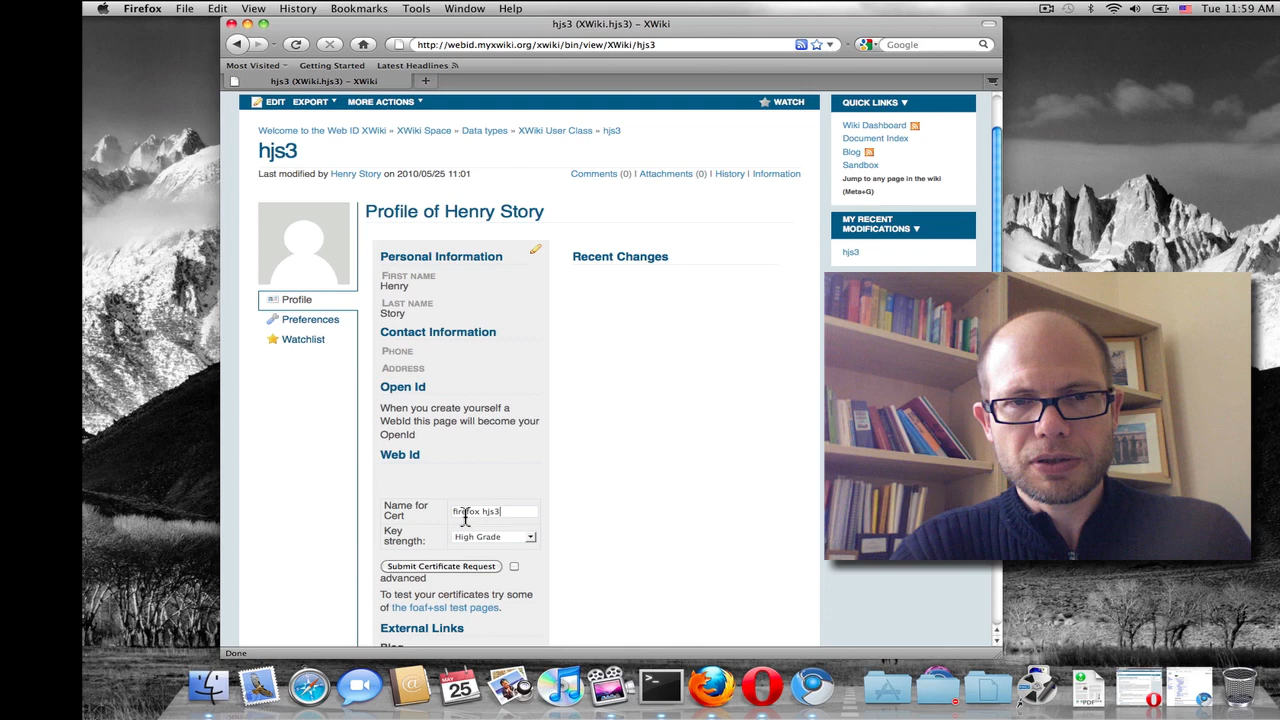 Firefox File Edit View History Bookmarks Tools Window Help Tue 11:59 AM
hjs3 (XWiki.hjs3) – XWiki
http://webid.myxwiki.org/xwiki/bin/view/XWiki/hjs3
Google
Most Visited Getting Started Latest Headlines
hjs3 (XWiki.hjs3) – XWiki
EDIT EXPORT MORE ACTIONS WATCH
Welcome to the Web ID XWiki » XWiki Space » Data types » XWiki User Class » hjs3
hjs3
Last modified by Henry Story on 2010/05/25 11:01
Comments (0) | Attachments (0) | History | Information
Profile of Henry Story
Profile
Preferences
Watchlist
Personal Information
FIRST NAME
Henry
LAST NAME
Story
Contact Information
PHONE
ADDRESS
Open Id
When you create yourself a
WebId this page will become your
OpenId
Web Id
Name for
Cert
firefox hjs3
Key
strength:
High Grade
Submit Certificate Request
advanced
To test your certificates try some
of the foaf+ssl test pages.
External Links
Recent Changes
QUICK LINKS
Wiki Dashboard
Document Index
Blog
Sandbox
Jump to any page in the wiki
(Meta+G)
MY RECENT
MODIFICATIONS
hjs3
Done
MAY
25
PDF